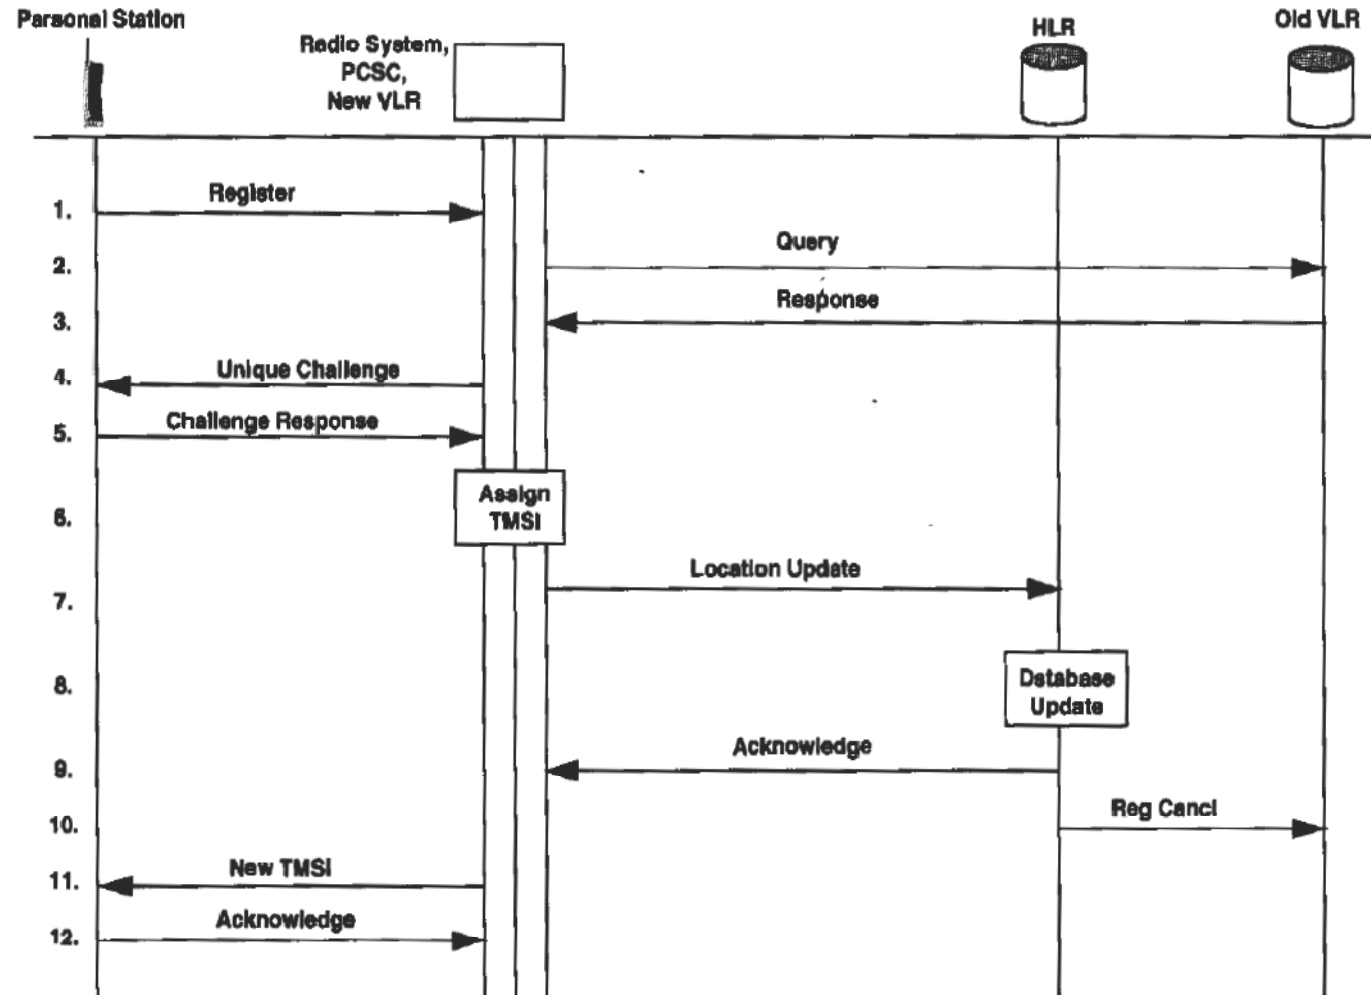 Parsonal Station
Radio System,
PCSC,
New VLR
HLR
Old VLR
1.
Register
2.
Query
3.
Response
4.
Unique Challenge
5.
Challenge Response
6.
Assign
TMSI
7.
Location Update
8.
Database
Update
9.
Acknowledge
10.
Reg Cancl
11.
New TMSI
12.
Acknowledge